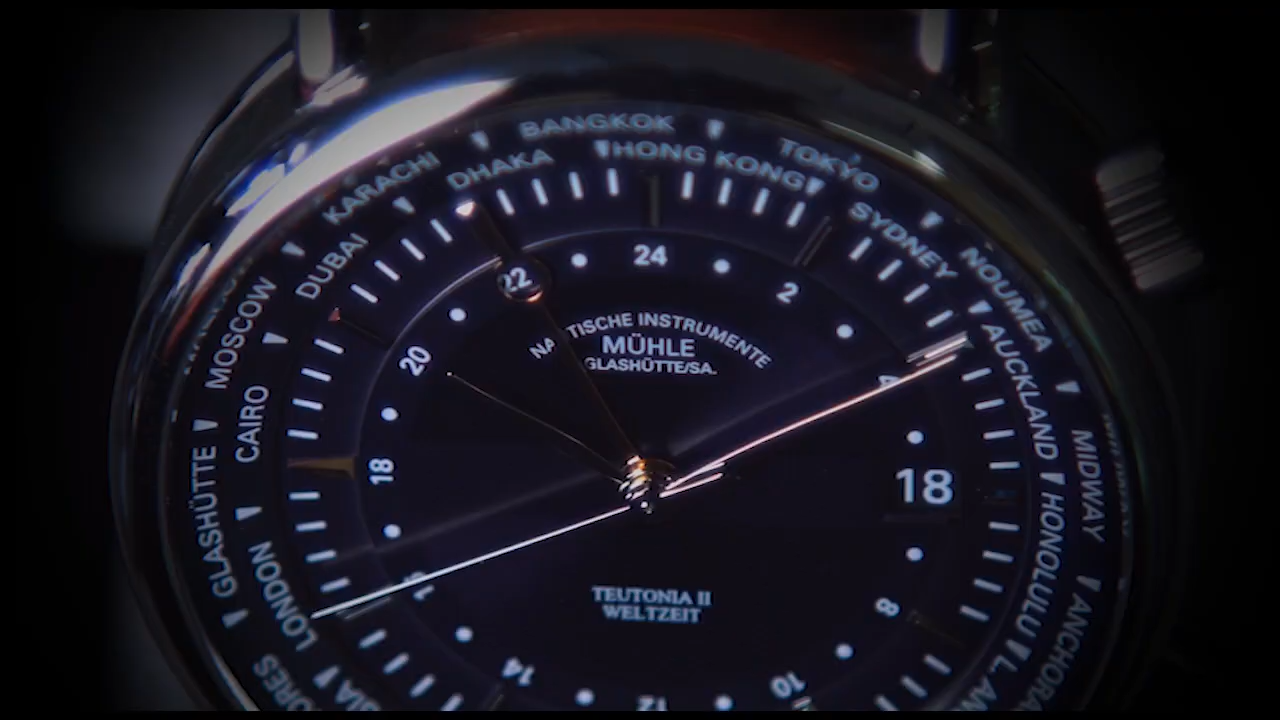 BANGKOK
HONG KONG
TOKYO
SYDNEY
NOUMEA
AUCKLAND
MIDWAY
HONOLULU
LONDON
GLASHÜTTE
CAIRO
MOSCOW
DUBAI
KARACHI
DHAKA
24
2
8
10
12
14
18
20
22
TISCHE INSTRUMENTE
MÜHLE
GLASHÜTTE/SA.
18
TEUTONIA II
WELTZEIT